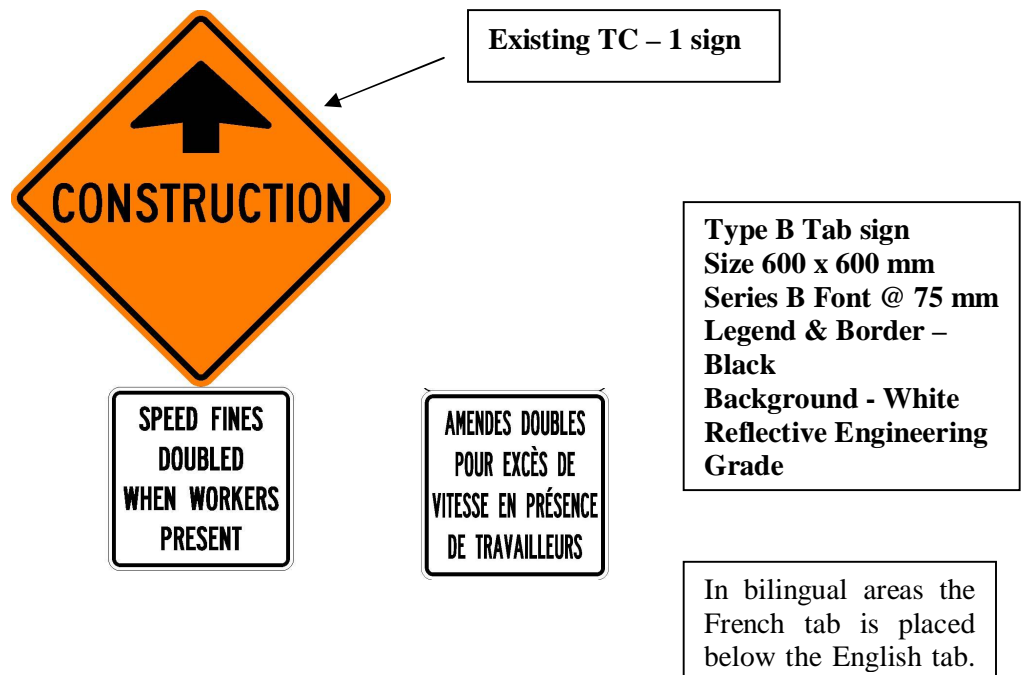 Existing TC – 1 sign
CONSTRUCTION
SPEED FINES
DOUBLED
WHEN WORKERS
PRESENT
AMENDES DOUBLES
POUR EXCÈS DE
VITESSE EN PRÉSENCE
DE TRAVAILLEURS
Type B Tab sign
Size 600 x 600 mm
Series B Font @ 75 mm
Legend & Border –
Black
Background - White
Reflective Engineering
Grade
In bilingual areas the
French tab is placed
below the English tab.